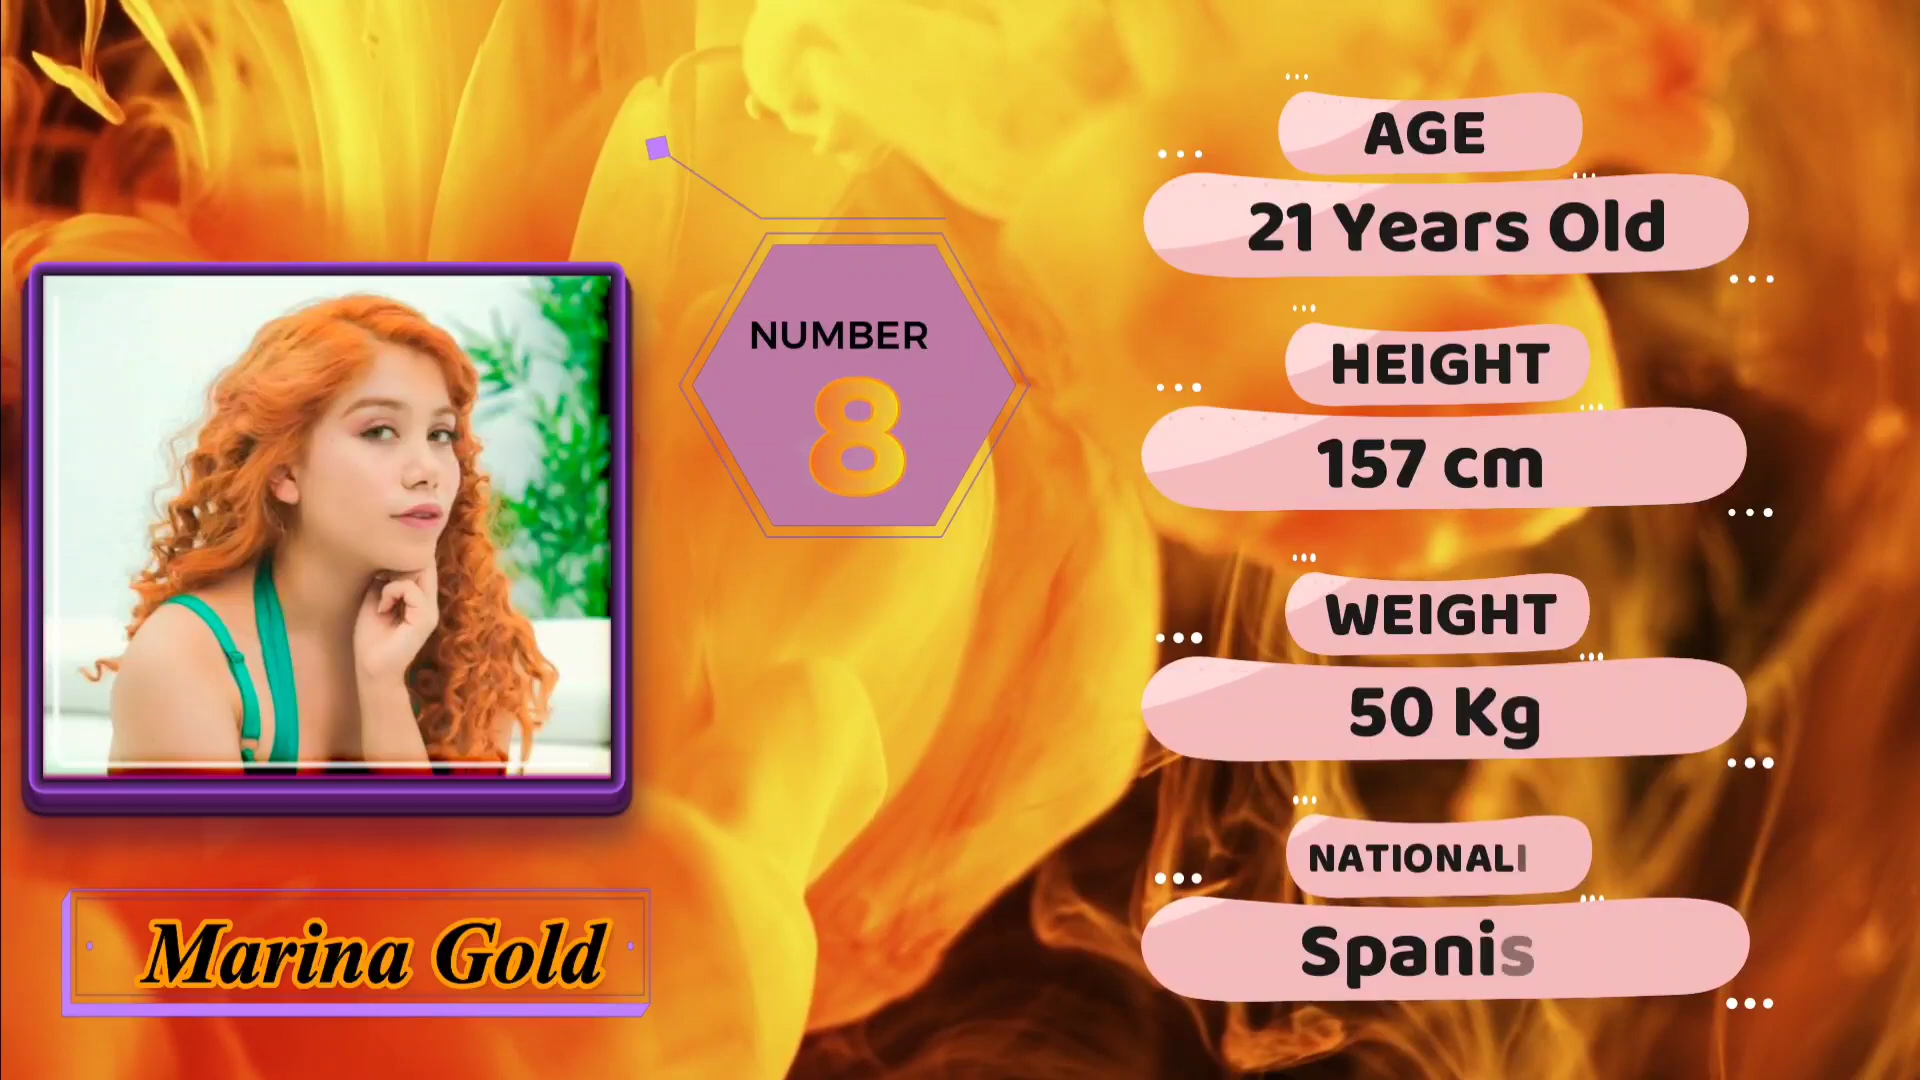 NUMBER
8
Marina Gold
AGE
21 Years Old
HEIGHT
157 cm
WEIGHT
50 Kg
NATIONALI
Spanis